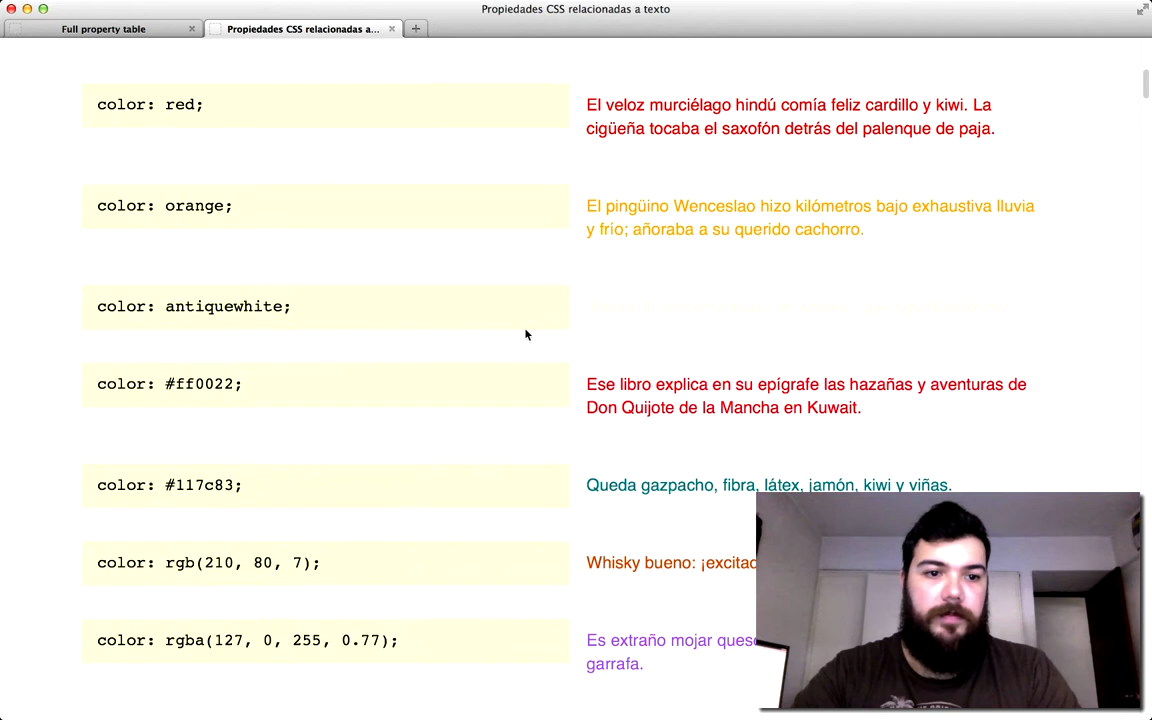 Propiedades CSS relacionadas a texto
Full property table
Propiedades CSS relacionadas a...
color: red;
El veloz murciélago hindú comía feliz cardillo y kiwi. La
cigüeña tocaba el saxofón detrás del palenque de paja.
color: orange;
El pingüino Wenceslao hizo kilómetros bajo exhaustiva lluvia
y frío; añoraba a su querido cachorro.
color: antiquewhite;
color: #ff0022;
Ese libro explica en su epígrafe las hazañas y aventuras de
Don Quijote de la Mancha en Kuwait.
color: #117c83;
Queda gazpacho, fibra, látex, jamón, kiwi y viñas.
color: rgb(210, 80, 7);
Whisky bueno:
color: rgba(127, 0, 255, 0.77);
Es extraño mojar
garrafa.